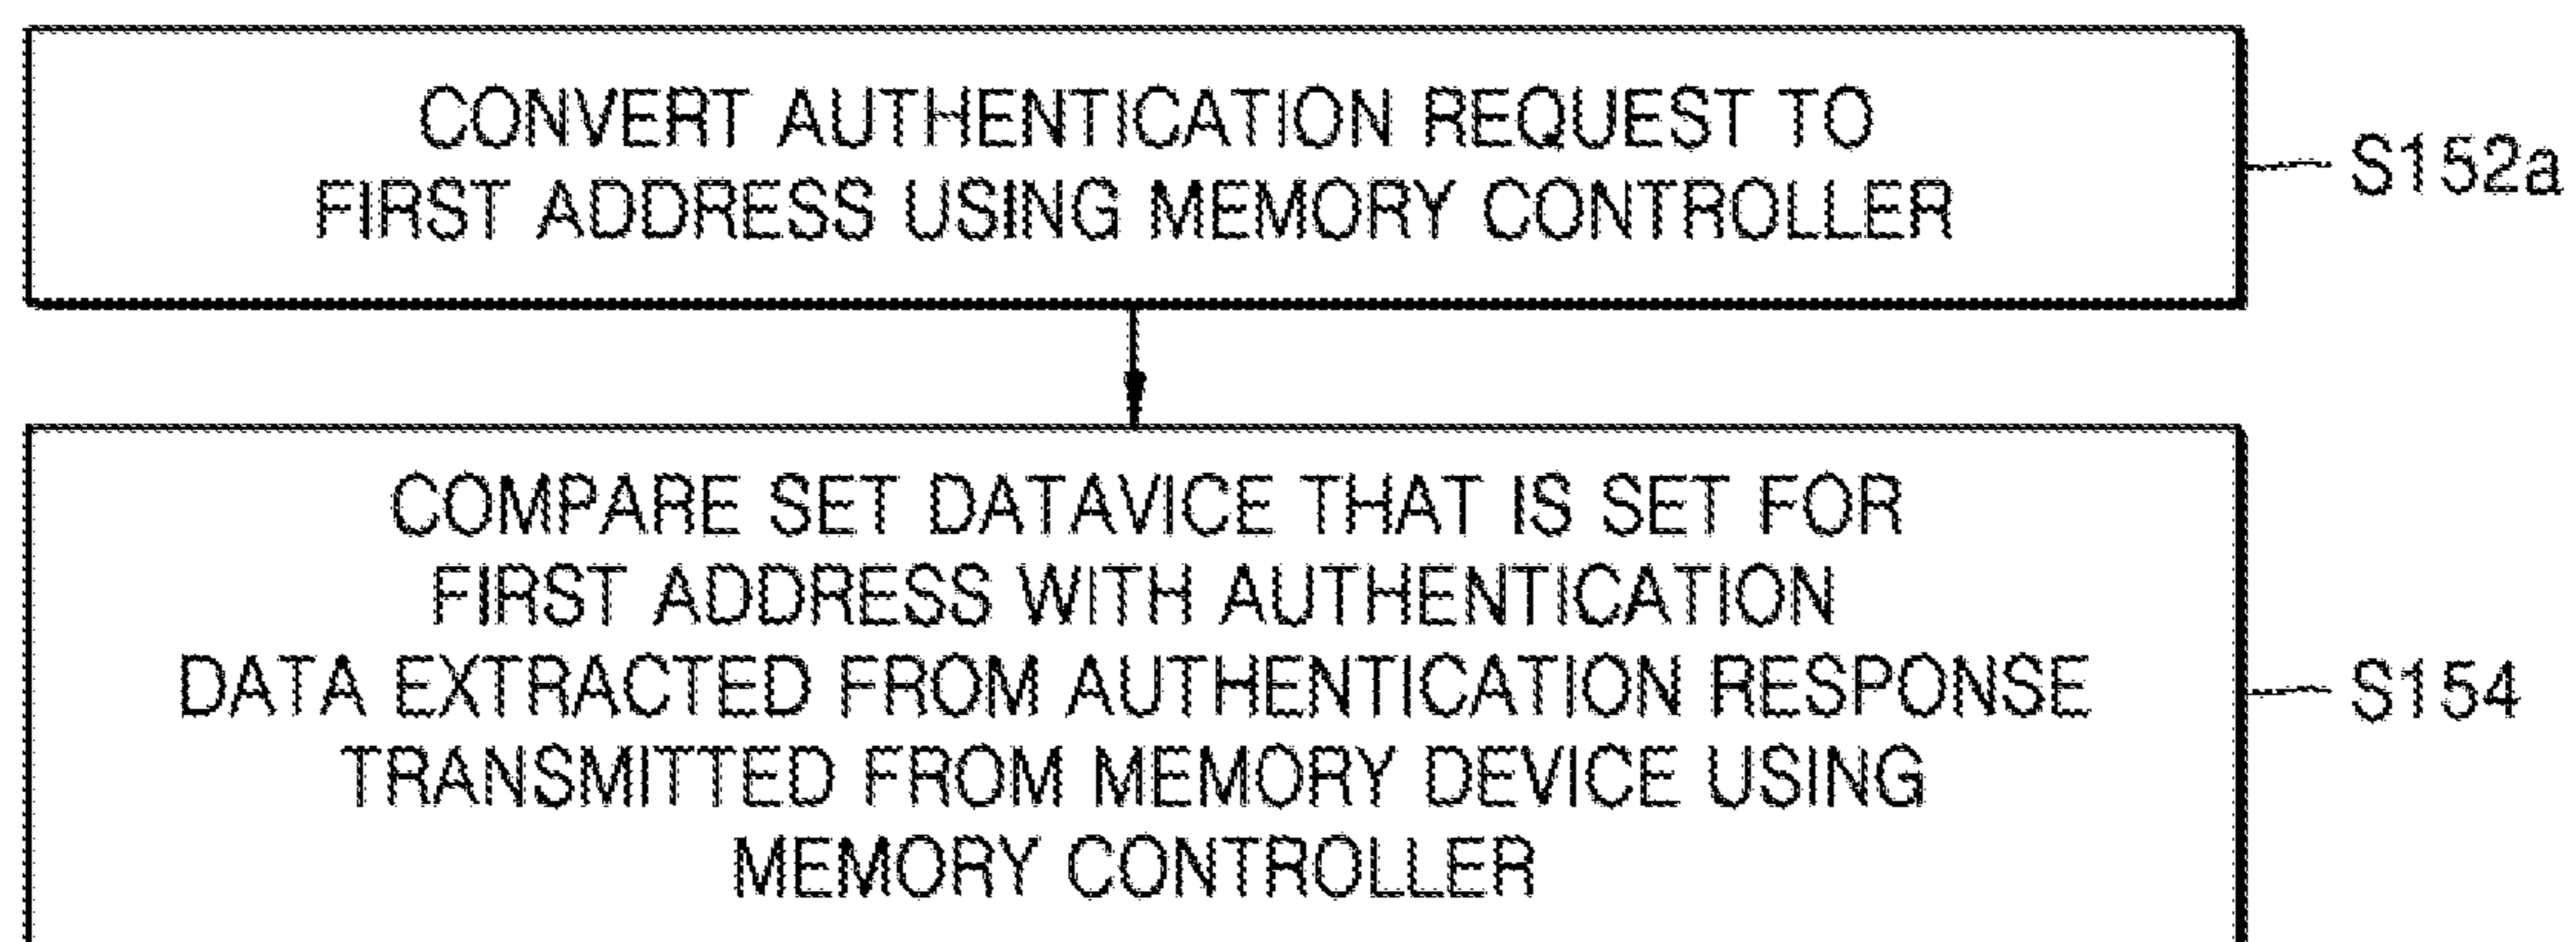 CONVERT AUTHENTICATION REQUEST TO
FIRST ADDRESS USING MEMORY CONTROLLER
S152a
COMPARE SET DATAVICE THAT IS SET FOR
FIRST ADDRESS WITH AUTHENTICATION
DATA EXTRACTED FROM AUTHENTICATION RESPONSE
TRANSMITTED FROM MEMORY DEVICE USING
MEMORY CONTROLLER
S154